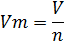 Vm = V/n